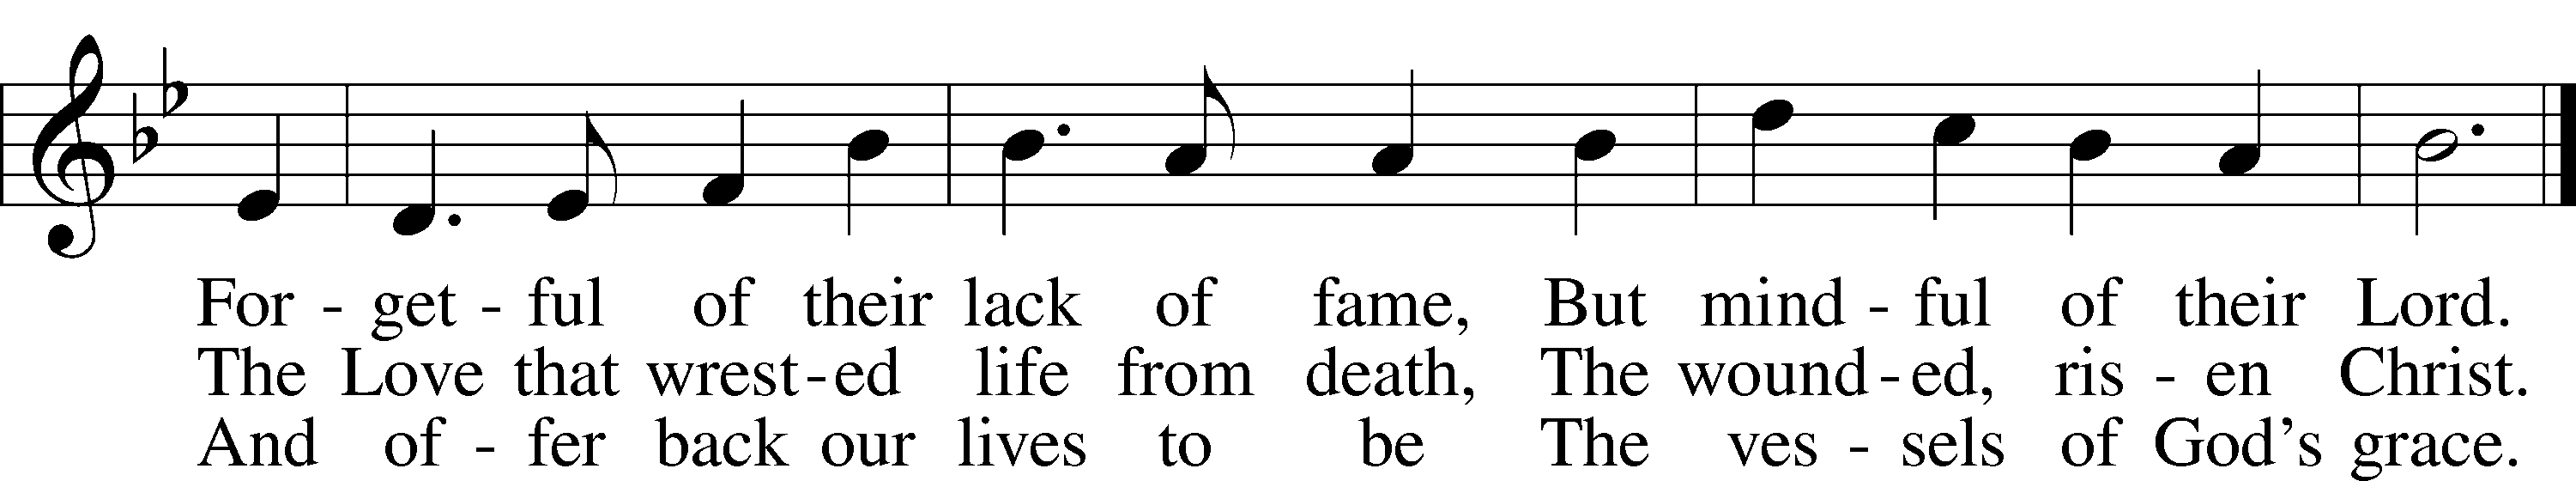 For - get - ful of their lack of fame, But mind - ful of their Lord.
The Love that wrest - ed life from death, The wound - ed, ris - en Christ.
And of - fer back our lives to be The ves - sels of God's grace.